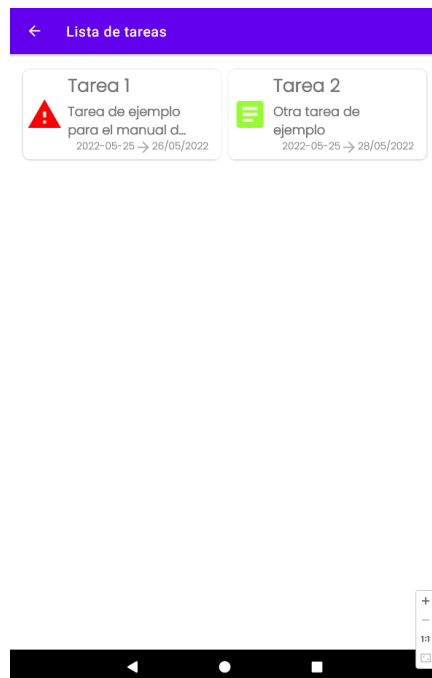 Lista de tareas
Tarea 1
Tarea de ejemplo
para el manual d...
2022-05-25 → 26/05/2022
Tarea 2
Otra tarea de
ejemplo
2022-05-25 → 28/05/2022
1:1